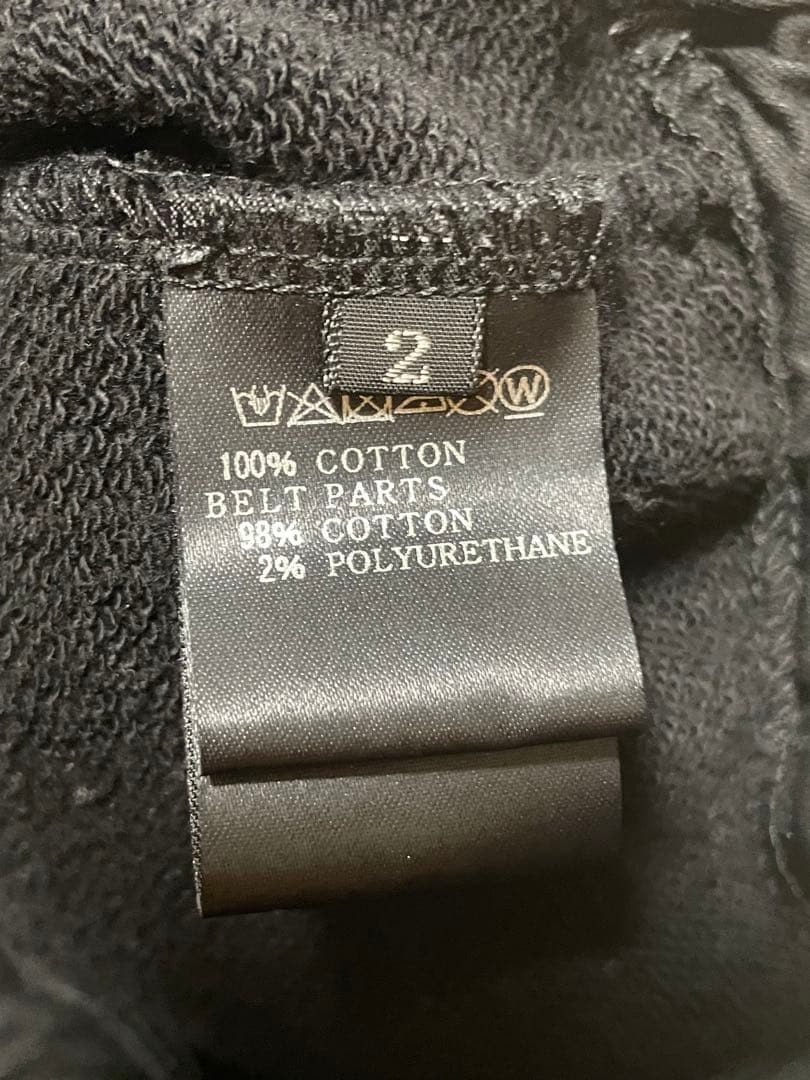 2
W
100% COTTON
BELT PARTS
98% COTTON
2% POLYURETHANE